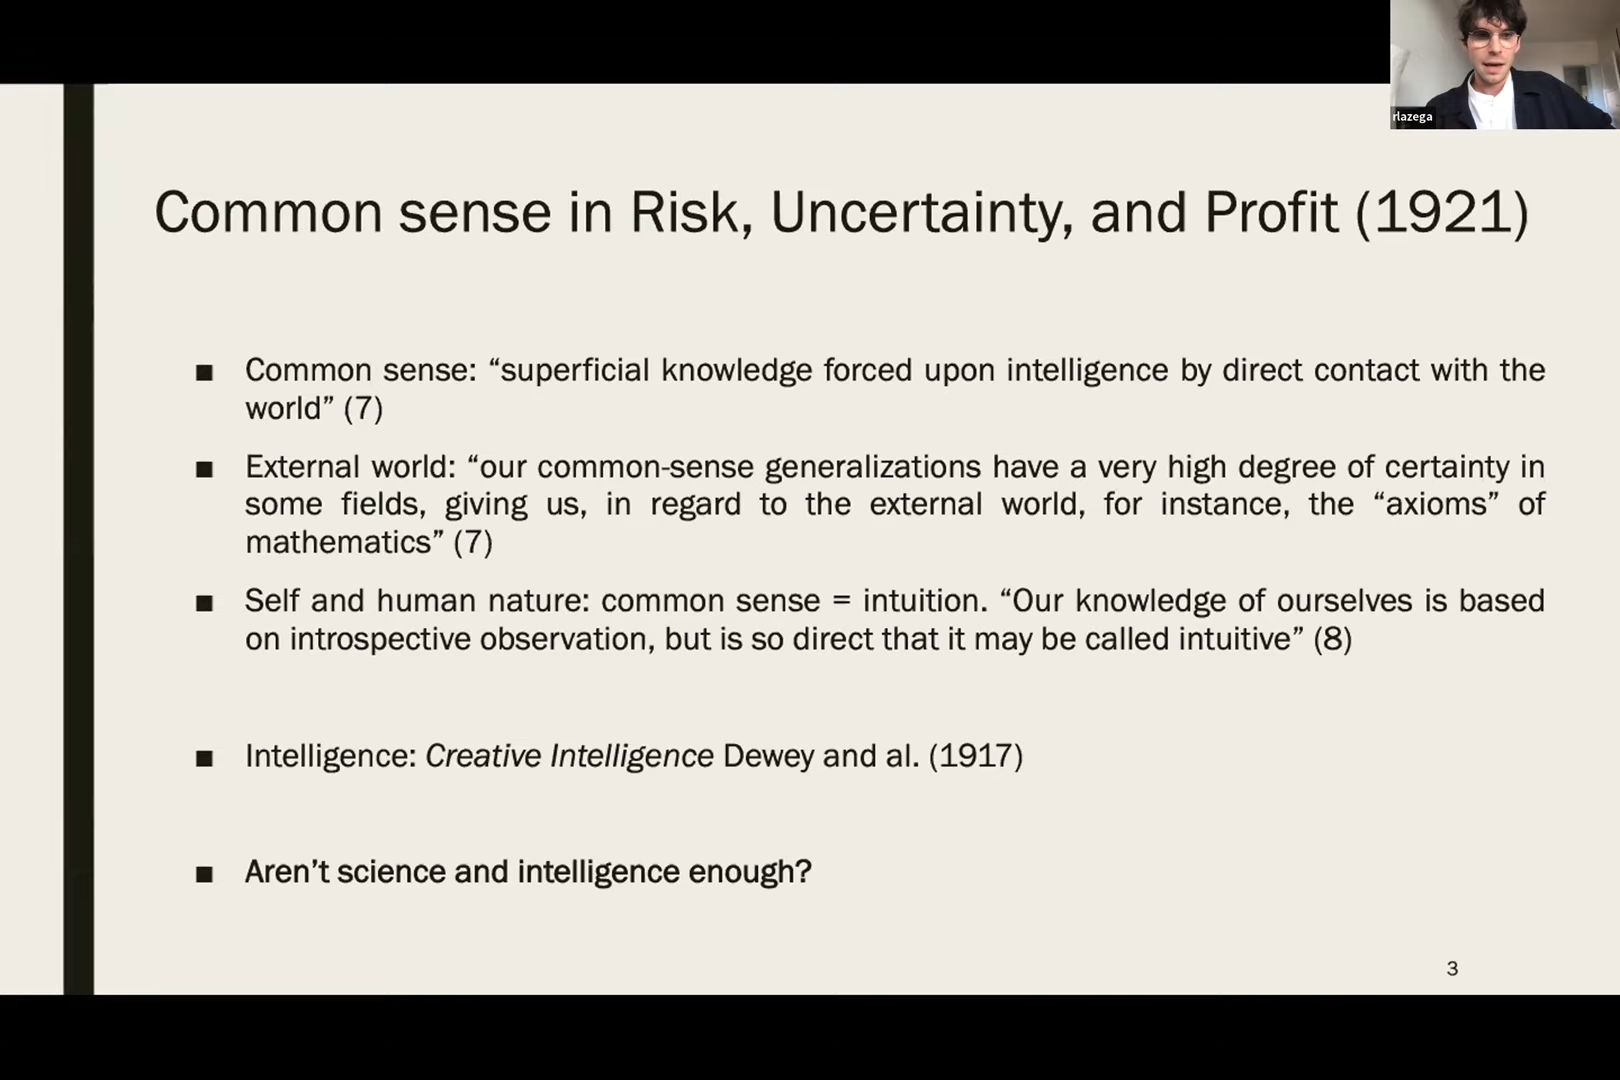 rlazega
Common sense in Risk, Uncertainty, and Profit (1921)
■ Common sense: “superficial knowledge forced upon intelligence by direct contact with the
world” (7)
■ External world: “our common-sense generalizations have a very high degree of certainty in
some fields, giving us, in regard to the external world, for instance, the “axioms” of
mathematics” (7)
■ Self and human nature: common sense = intuition. “Our knowledge of ourselves is based
on introspective observation, but is so direct that it may be called intuitive” (8)
■ Intelligence: Creative Intelligence Dewey and al. (1917)
■ Aren’t science and intelligence enough?
3